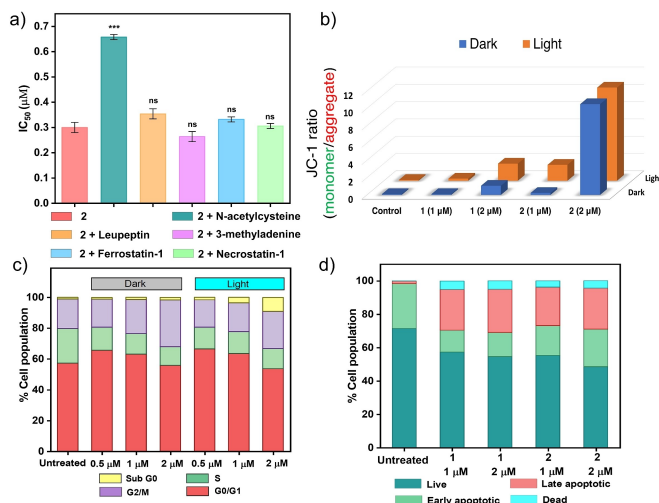 a)
0.7
0.6
0.5
0.4
0.3
0.2
0.1
0.0
IC50 (μM)
***
ns
ns
ns
ns
2
2 + N-acetylcysteine
2 + Leupeptin
2 + 3-methyladenine
2 + Ferrostatin-1
2 + Necrostatin-1
b)
Dark
Light
JC-1 ratio
(monomer/aggregate)
12
10
8
6
4
2
0
Control
1 (1 μM)
1 (2 μM)
2 (1 μM)
2 (2 μM)
Ligh
Dark
c)
Dark
Light
% Cell population
100
80
60
40
20
0
Untreated
0.5 μM
1 μM
2 μM
0.5 μM
1 μM
2 μM
Sub G0
S
G2/M
G0/G1
d)
% Cell population
100
80
60
40
20
0
Untreated
1
1 μM
1
2 μM
2
1 μM
2
2 μM
Live
Late apoptotic
Early apoptotic
Dead